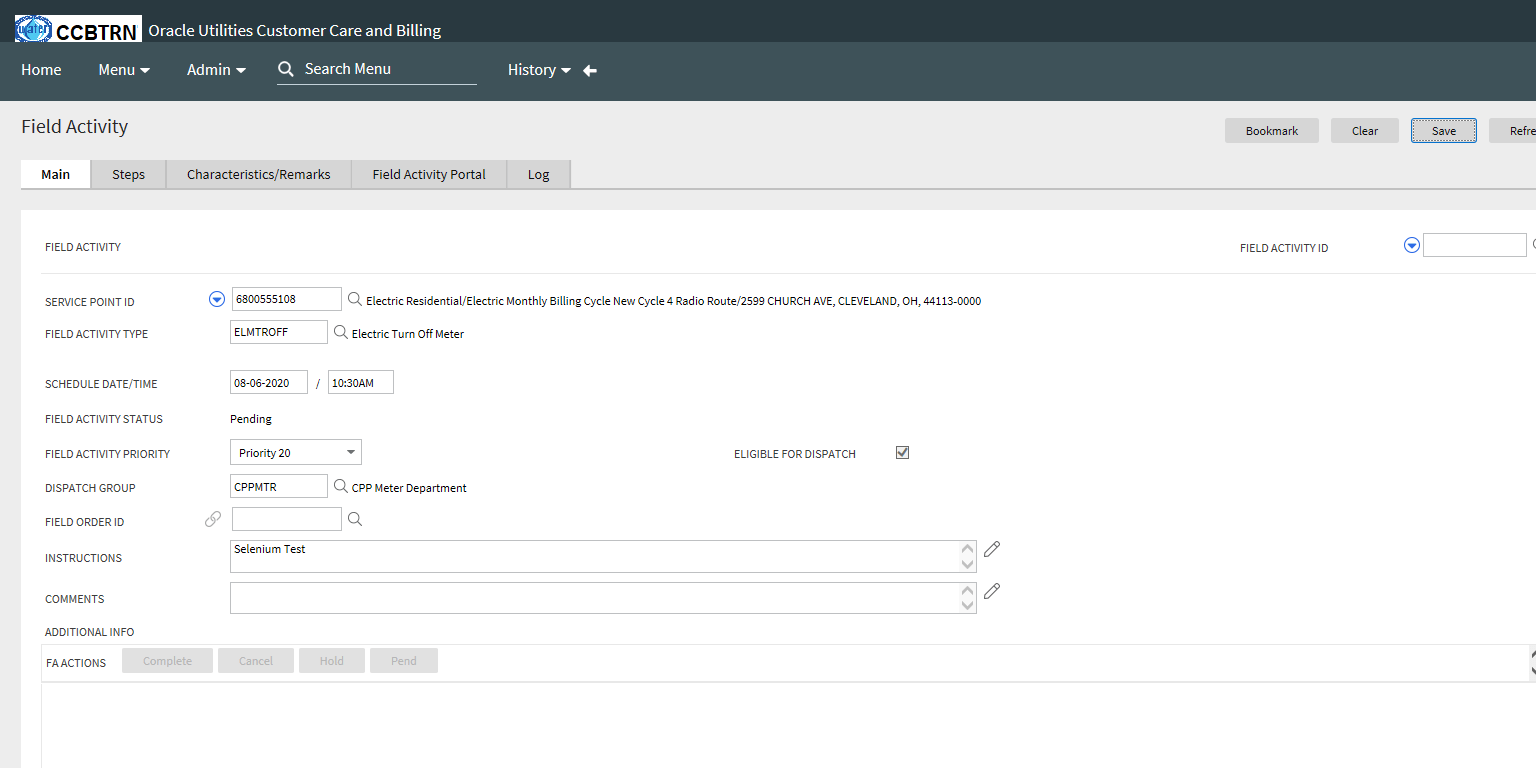 water CCBTRN Oracle Utilities Customer Care and Billing
Home Menu Admin Search Menu History
Field Activity
Bookmark Clear Save Refre
Main Steps Characteristics/Remarks Field Activity Portal Log
FIELD ACTIVITY FIELD ACTIVITY ID
SERVICE POINT ID 6800555108 Electric Residential/Electric Monthly Billing Cycle New Cycle 4 Radio Route/2599 CHURCH AVE, CLEVELAND, OH, 44113-0000
FIELD ACTIVITY TYPE ELMTROFF Electric Turn Off Meter
SCHEDULE DATE/TIME 08-06-2020 / 10:30AM
FIELD ACTIVITY STATUS Pending
FIELD ACTIVITY PRIORITY Priority 20 ELIGIBLE FOR DISPATCH
DISPATCH GROUP CPPMTR CPP Meter Department
FIELD ORDER ID
INSTRUCTIONS Selenium Test
COMMENTS
ADDITIONAL INFO
FA ACTIONS Complete Cancel Hold Pend